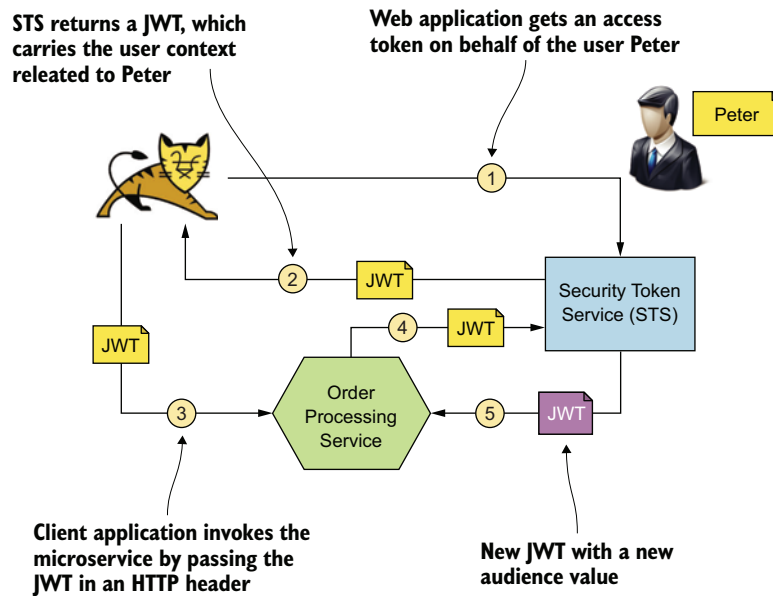 STS returns a JWT, which
carries the user context
releated to Peter
Web application gets an access
token on behalf of the user Peter
Peter
1
2
JWT
Security Token
Service (STS)
4
JWT
JWT
Order
Processing
Service
3
5
JWT
Client application invokes the
microservice by passing the
JWT in an HTTP header
New JWT with a new
audience value